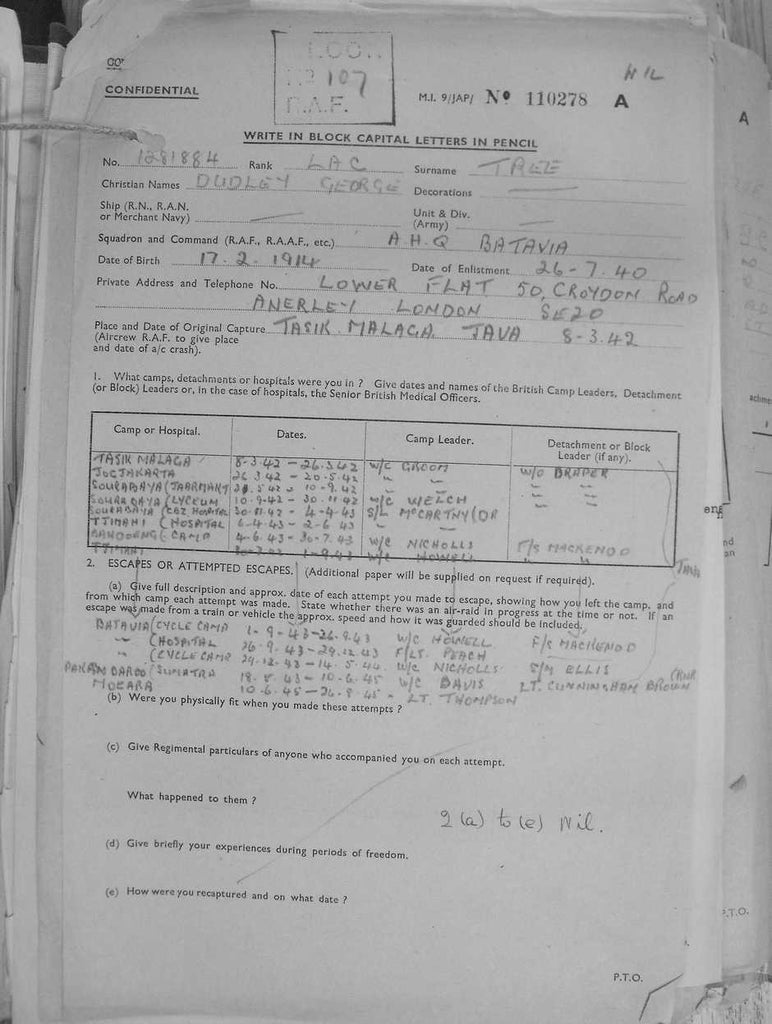 CONFIDENTIAL
No. 107
R.A.F.
NIL
M.I. 9/JAP/ No 110278 A
WRITE IN BLOCK CAPITAL LETTERS IN PENCIL
No. 1281884 Rank LAC Surname TREE
Christian Names DUDLEY GEORGE Decorations
Ship (R.N., R.A.N. or Merchant Navy) Unit & Div. (Army)
Squadron and Command (R.A.F., R.A.A.F., etc.) A.H.Q BATAVIA
Date of Birth 17.2.1914 Date of Enlistment 26-7.40
Private Address and Telephone No. LOWER FLAT 50, CROYDON ROAD
ANERLEY LONDON SE20
Place and Date of Original Capture TASIK MALAGA JAVA 8-3.42
(Aircrew R.A.F. to give place
and date of a/c crash).
1. What camps, detachments or hospitals were you in ? Give dates and names of the British Camp Leaders, Detachment
(or Block) Leaders or, in the case of hospitals, the Senior British Medical Officers.
Camp or Hospital. Dates. Camp Leader. Detachment or Block Leader (if any).
TASIK MALAGA 8-3.42 - 26.3.42 W/C GROOM W/O DRAPER
JOCJAKARTA 26 3.42 - 20-5.42 " "
SOURABAYA (JAARMARKT 10-9.42
SOURABAYA (LYCEUM 10-9-42 - 30.11.42 W/C WELCH
SOURABAYA (CBZ HOSPITAL 30-11.42 - 4-4.43 S/L McCARTHY (DR
TJIMAHI (HOSPITAL 6-4-43 - 2-6 43
BANDOENG CAMP 4-6.43 - 30-7.43 W/C NICHOLLS F/S MACKENDO
TJIMAHI 1-9.43 W/C HOWELL
JAVA
2. ESCAPES OR ATTEMPTED ESCAPES. (Additional paper will be supplied on request if required).
(a) Give full description and approx. date of each attempt you made to escape, showing how you left the camp, and
from which camp each attempt was made. State whether there was an air-raid in progress at the time or not. If an
escape was made from a train or vehicle the approx. speed and how it was guarded should be included.
BATAVIA (CYCLE CAMP 1-9-43-26.9.43 W/C HOWELL F/S MACKENDO
" (HOSPITAL 26-9.43 - 29.12.43 F/LT. PEACH
" (CYCLE CAMP 29.12.43 - 14.5.44 W/C NICHOLLS S/M ELLIS
PAKAN BAROE/SUMATRA 18.5.43 - 10-6.45 W/C DAVIS LT. CUNNINGHAM BROWN (RNR
MOEARA 10.6.45 - 26.8 45 - LT. THOMPSON
(b) Were you physically fit when you made these attempts ?
(c) Give Regimental particulars of anyone who accompanied you on each attempt.
What happened to them ?
2(a) to (e) Nil.
(d) Give briefly your experiences during periods of freedom.
(e) How were you recaptured and on what date ?
P.T.O.
A
P.T.O.